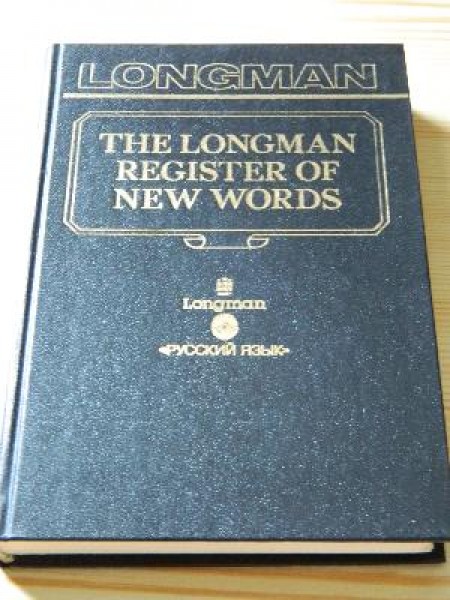 LONGMAN
THE LONGMAN
REGISTER OF
NEW WORDS
Longman
«РУССКИЙ ЯЗЫК»